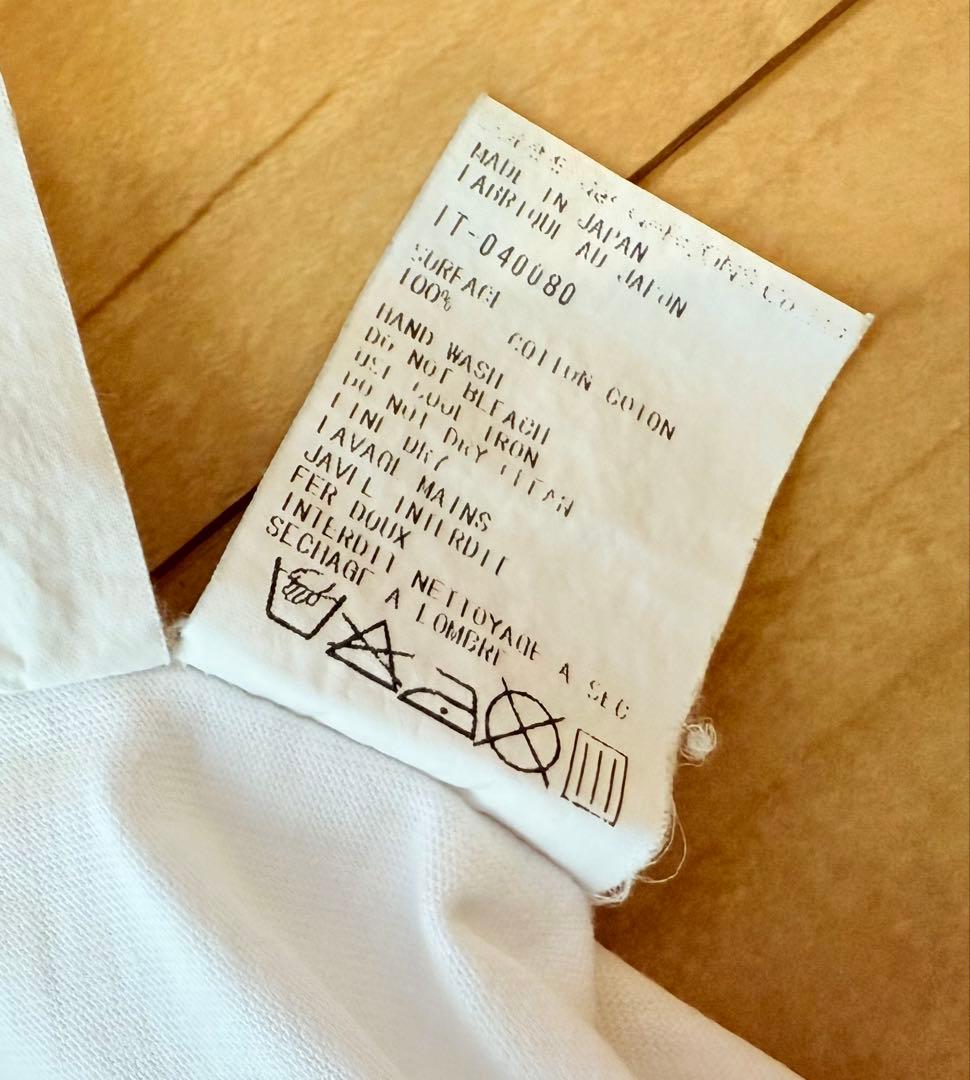 MADE IN JAPAN
FABRIQUE AU JAPON
IT-040080
SURFACE
100% COTTON COTON
HAND WASH
DO NOT BLEACH
USE COOL IRON
DO NOT DRY CLEAN
LINE DRY
LAVAGE MAINS
JAVEL INTERDIT
FER DOUX
INTERDIT NETTOYAGE A SEC
SECHAGE A LOMBRE